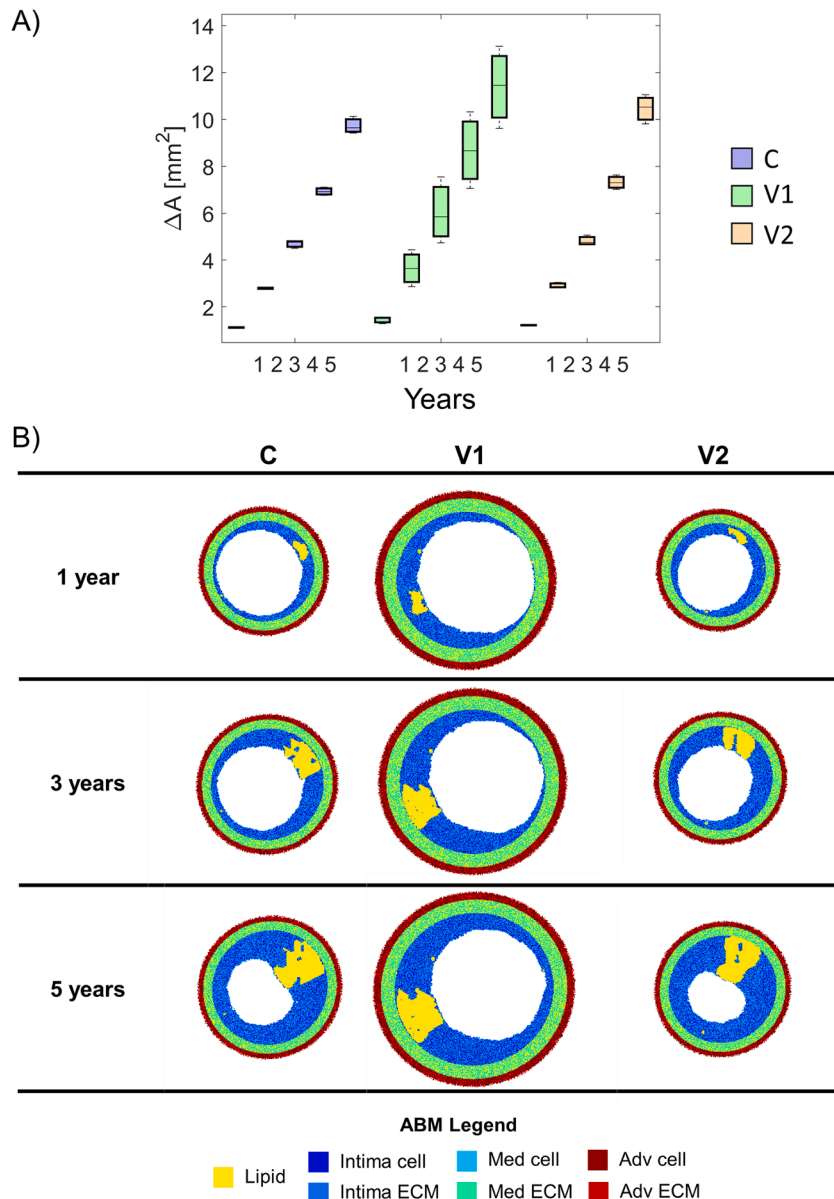 A)
14
12
10
8
6
4
2
ΔA [mm²]
1 2 3 4 5 1 2 3 4 5 1 2 3 4 5
Years
C
V1
V2
B)
C V1 V2
1 year
3 years
5 years
ABM Legend
Lipid Intima cell Med cell Adv cell
Intima ECM Med ECM Adv ECM